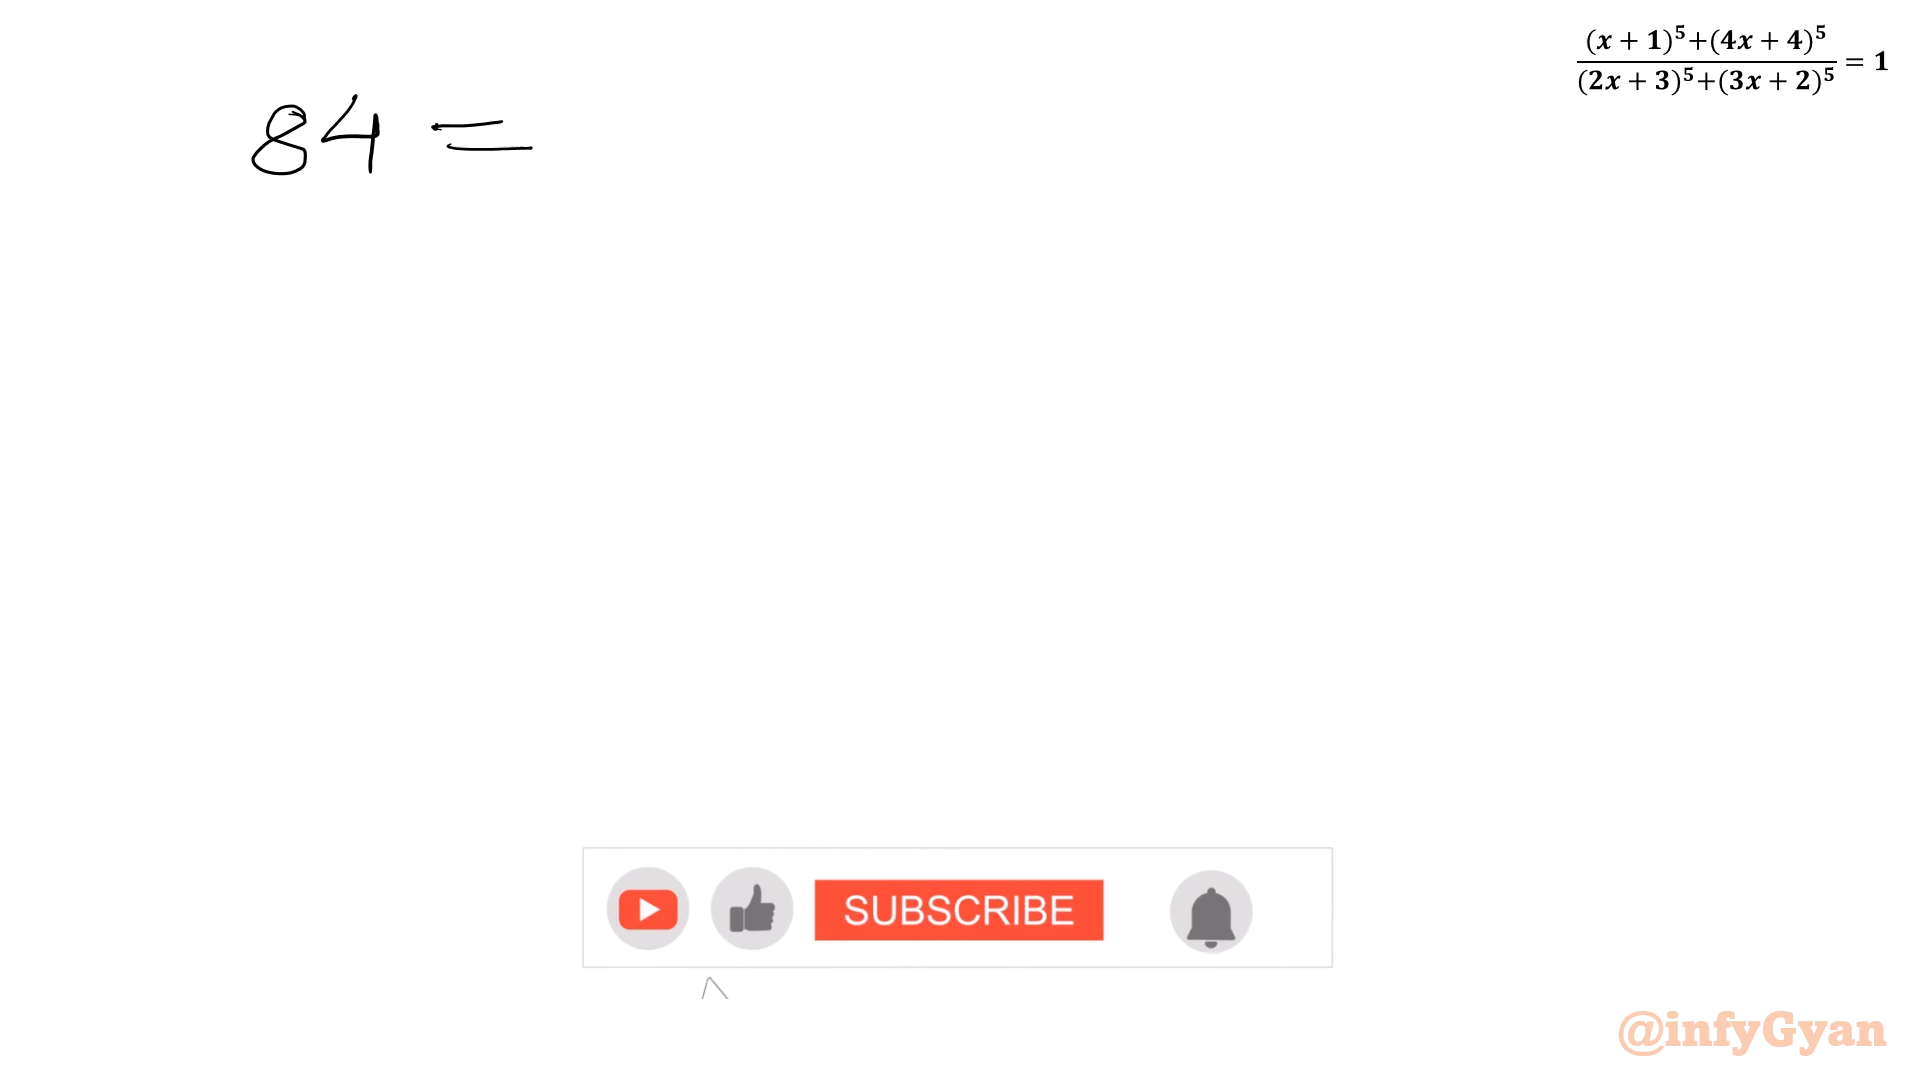 (x + 1)⁵+(4x + 4)⁵
(2x + 3)⁵+(3x + 2)⁵ = 1
84 =
SUBSCRIBE
@infyGyan